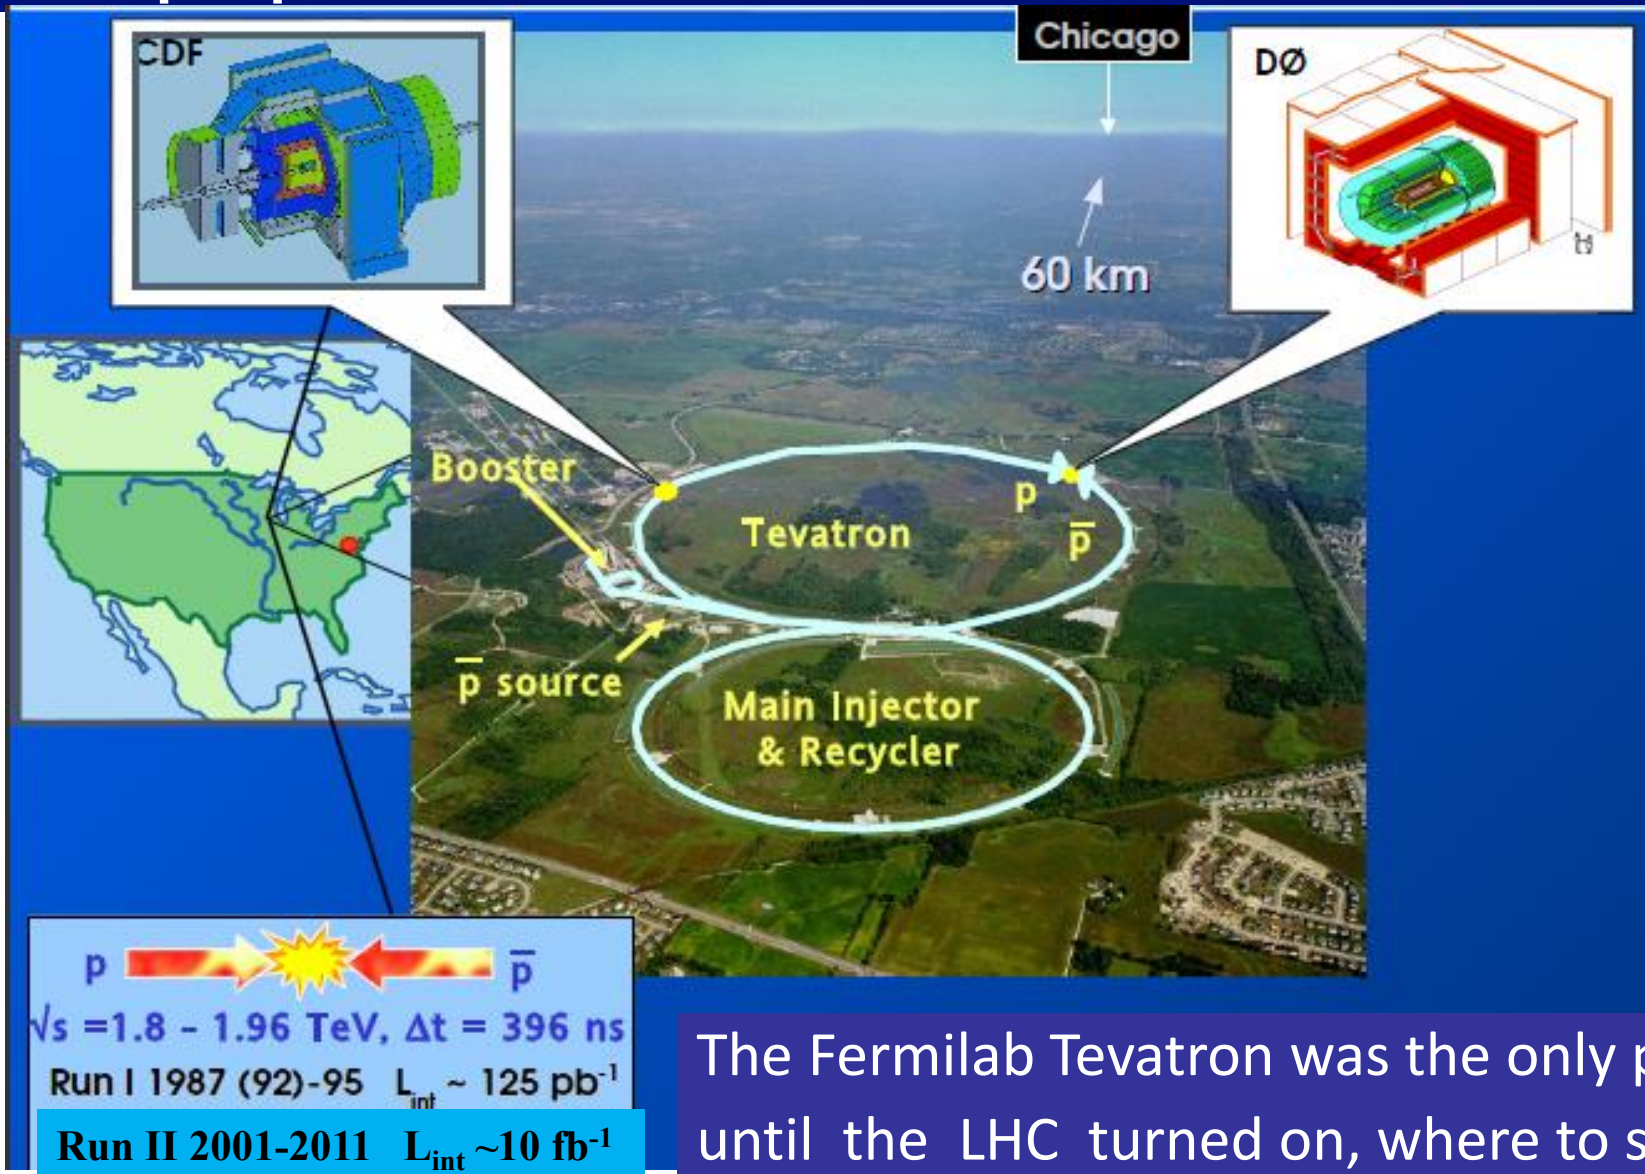 CDF
Chicago
DØ
60 km
Booster
p
Tevatron
p̅
p̅ source
Main Injector
& Recycler
p p̅
√s =1.8 – 1.96 TeV, Δt = 396 ns
Run I 1987 (92)-95 L_int ~ 125 pb⁻¹
Run II 2001-2011 L_int ~10 fb⁻¹
The Fermilab Tevatron was the only
until the LHC turned on, where to